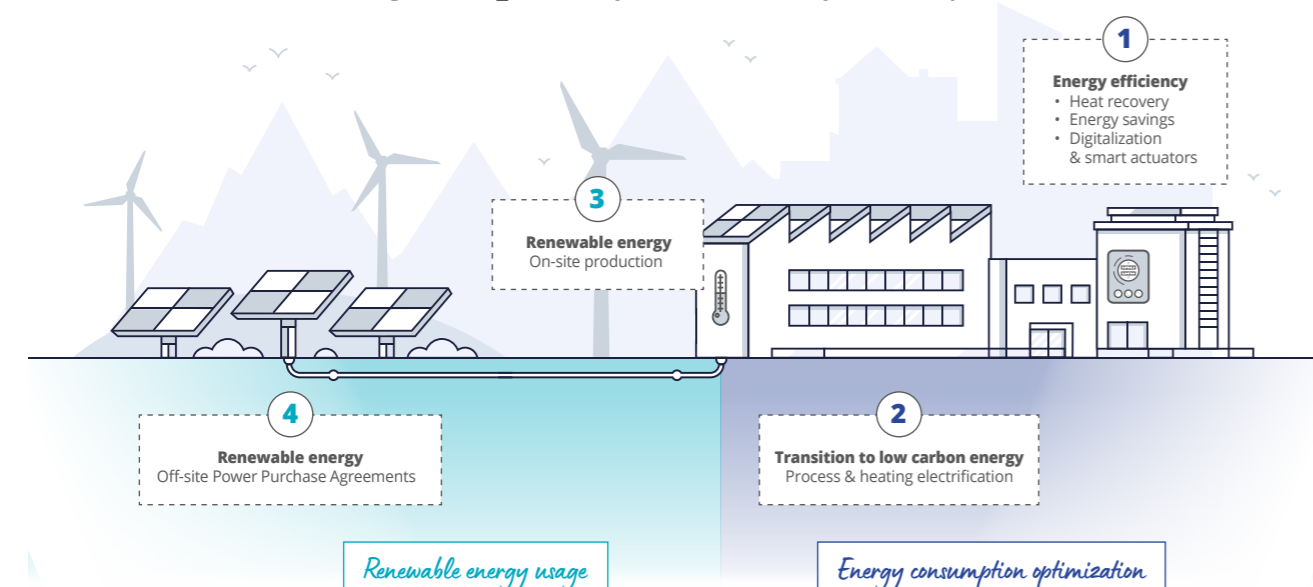 1
Energy efficiency
• Heat recovery
• Energy savings
• Digitalization
& smart actuators
3
Renewable energy
On-site production
4
Renewable energy
Off-site Power Purchase Agreements
2
Transition to low carbon energy
Process & heating electrification
Renewable energy usage
Energy consumption optimization